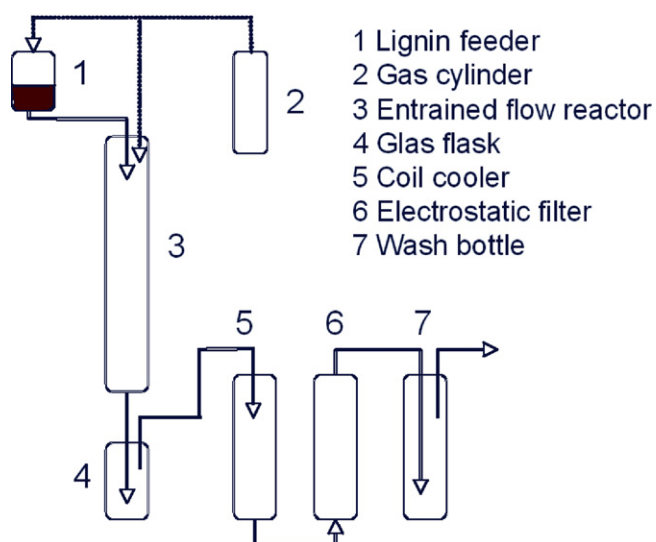 1 Lignin feeder
2 Gas cylinder
3 Entrained flow reactor
4 Glas flask
5 Coil cooler
6 Electrostatic filter
7 Wash bottle
1
2
3
5
6
7
4